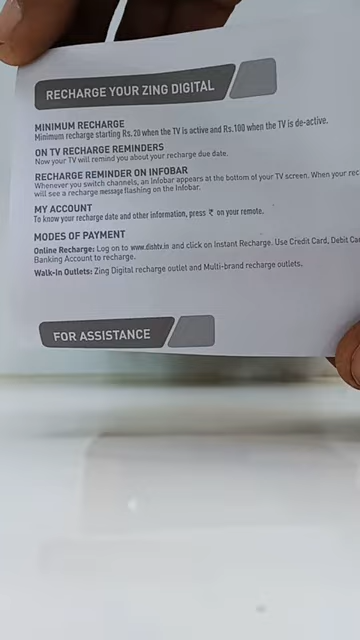 RECHARGE YOUR ZING DIGITAL
MINIMUM RECHARGE
Minimum recharge starting Rs.20 when the TV is active and Rs.100 when the TV is de-active.
ON TV RECHARGE REMINDERS
Now your TV will remind you about your recharge due date.
RECHARGE REMINDER ON INFOBAR
Whenever you switch channels, an Infobar appears at the bottom of your TV screen. When your rec
will see a recharge message flashing on the Infobar.
MY ACCOUNT
To know your recharge date and other information, press ₹ on your remote.
MODES OF PAYMENT
Online Recharge: Log on to www.dishtv.in and click on Instant Recharge. Use Credit Card, Debit Ca
Banking Account to recharge.
Walk-In Outlets: Zing Digital recharge outlet and Multi-brand recharge outlets.
FOR ASSISTANCE